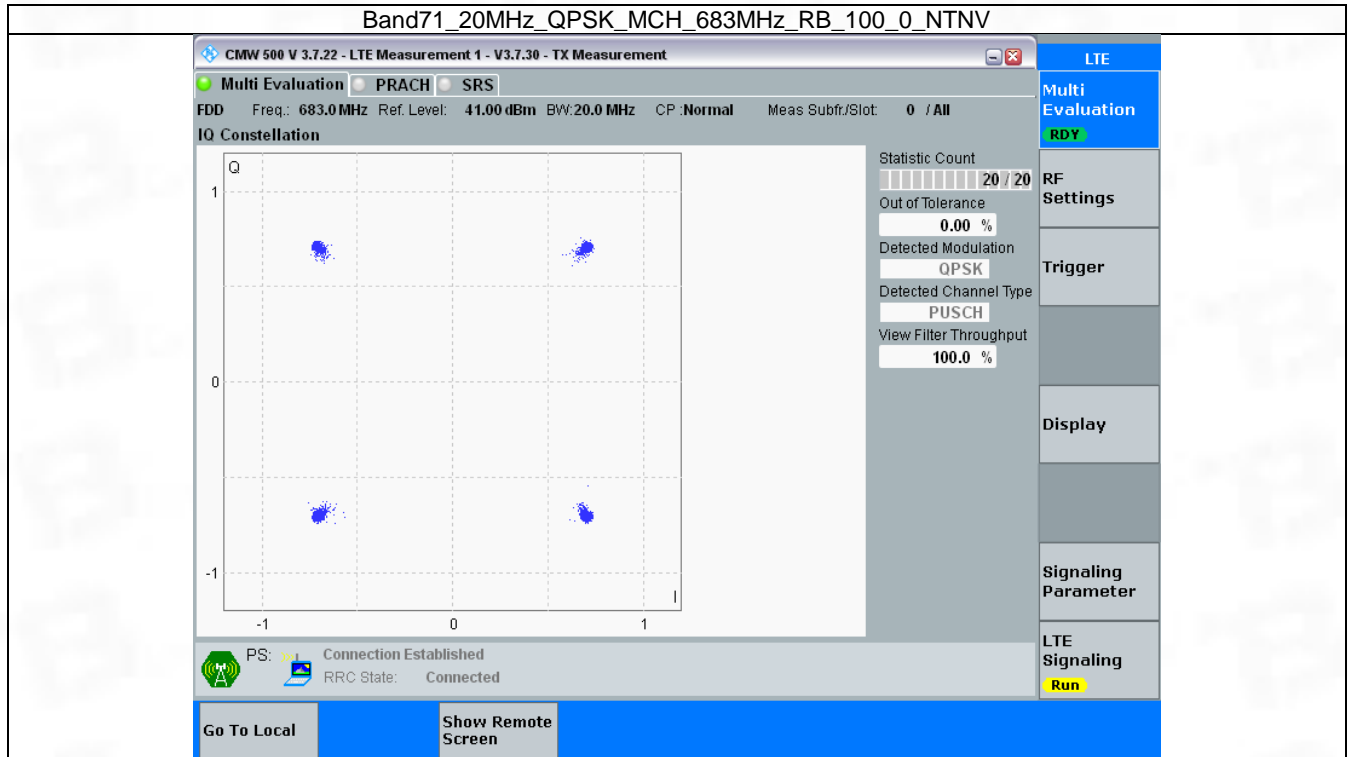 Band71_20MHz_QPSK_MCH_683MHz_RB_100_0_NTNV
CMW 500 V 3.7.22 - LTE Measurement 1 - V3.7.30 - TX Measurement
LTE
Multi Evaluation PRACH SRS
FDD Freq.: 683.0 MHz Ref. Level: 41.00 dBm BW:20.0 MHz CP :Normal Meas Subfr./Slot: 0 / All
IQ Constellation
Q
1
0
-1
I
-1 0 1
Statistic Count
20 / 20
Out of Tolerance
0.00 %
Detected Modulation
QPSK
Detected Channel Type
PUSCH
View Filter Throughput
100.0 %
Multi
Evaluation
RDY
RF
Settings
Trigger
Display
Signaling
Parameter
LTE
Signaling
Run
PS: Connection Established
RRC State: Connected
Go To Local
Show Remote
Screen